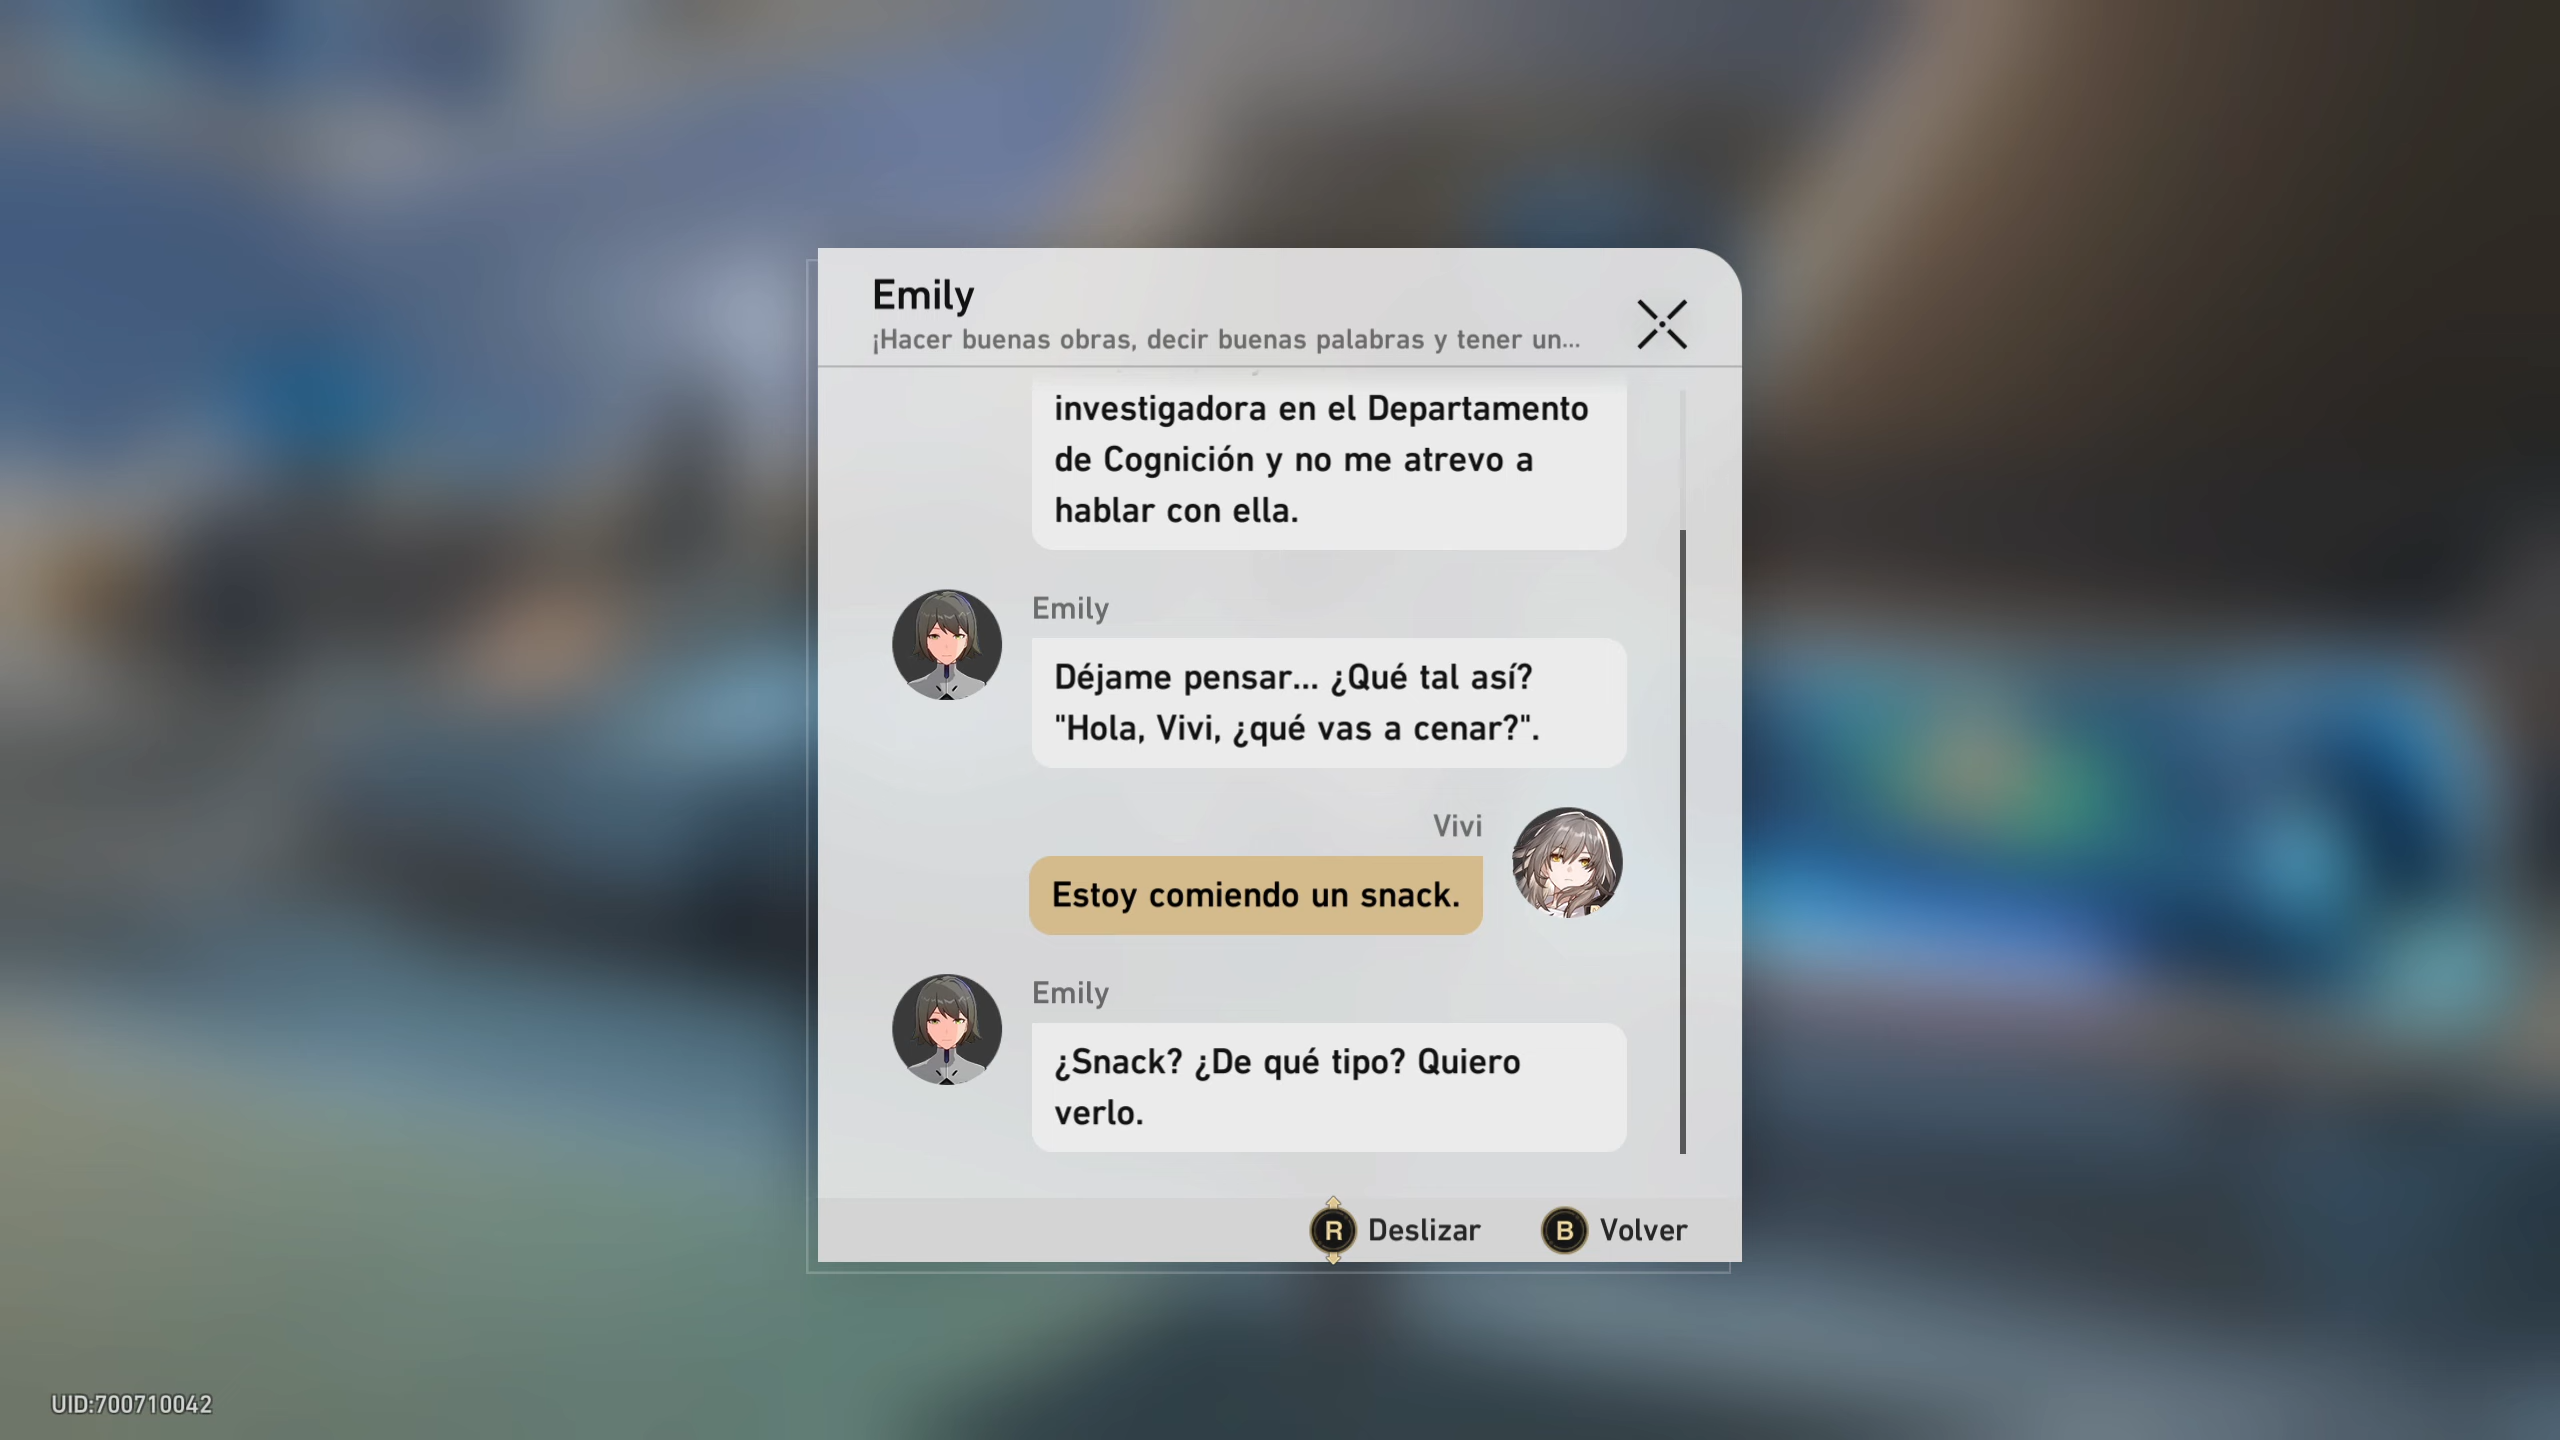 Emily
¡Hacer buenas obras, decir buenas palabras y tener un...
investigadora en el Departamento
de Cognición y no me atrevo a
hablar con ella.
Emily
Déjame pensar... ¿Qué tal así?
"Hola, Vivi, ¿qué vas a cenar?".
Vivi
Estoy comiendo un snack.
Emily
¿Snack? ¿De qué tipo? Quiero
verlo.
R Deslizar
B Volver
UID:700710042